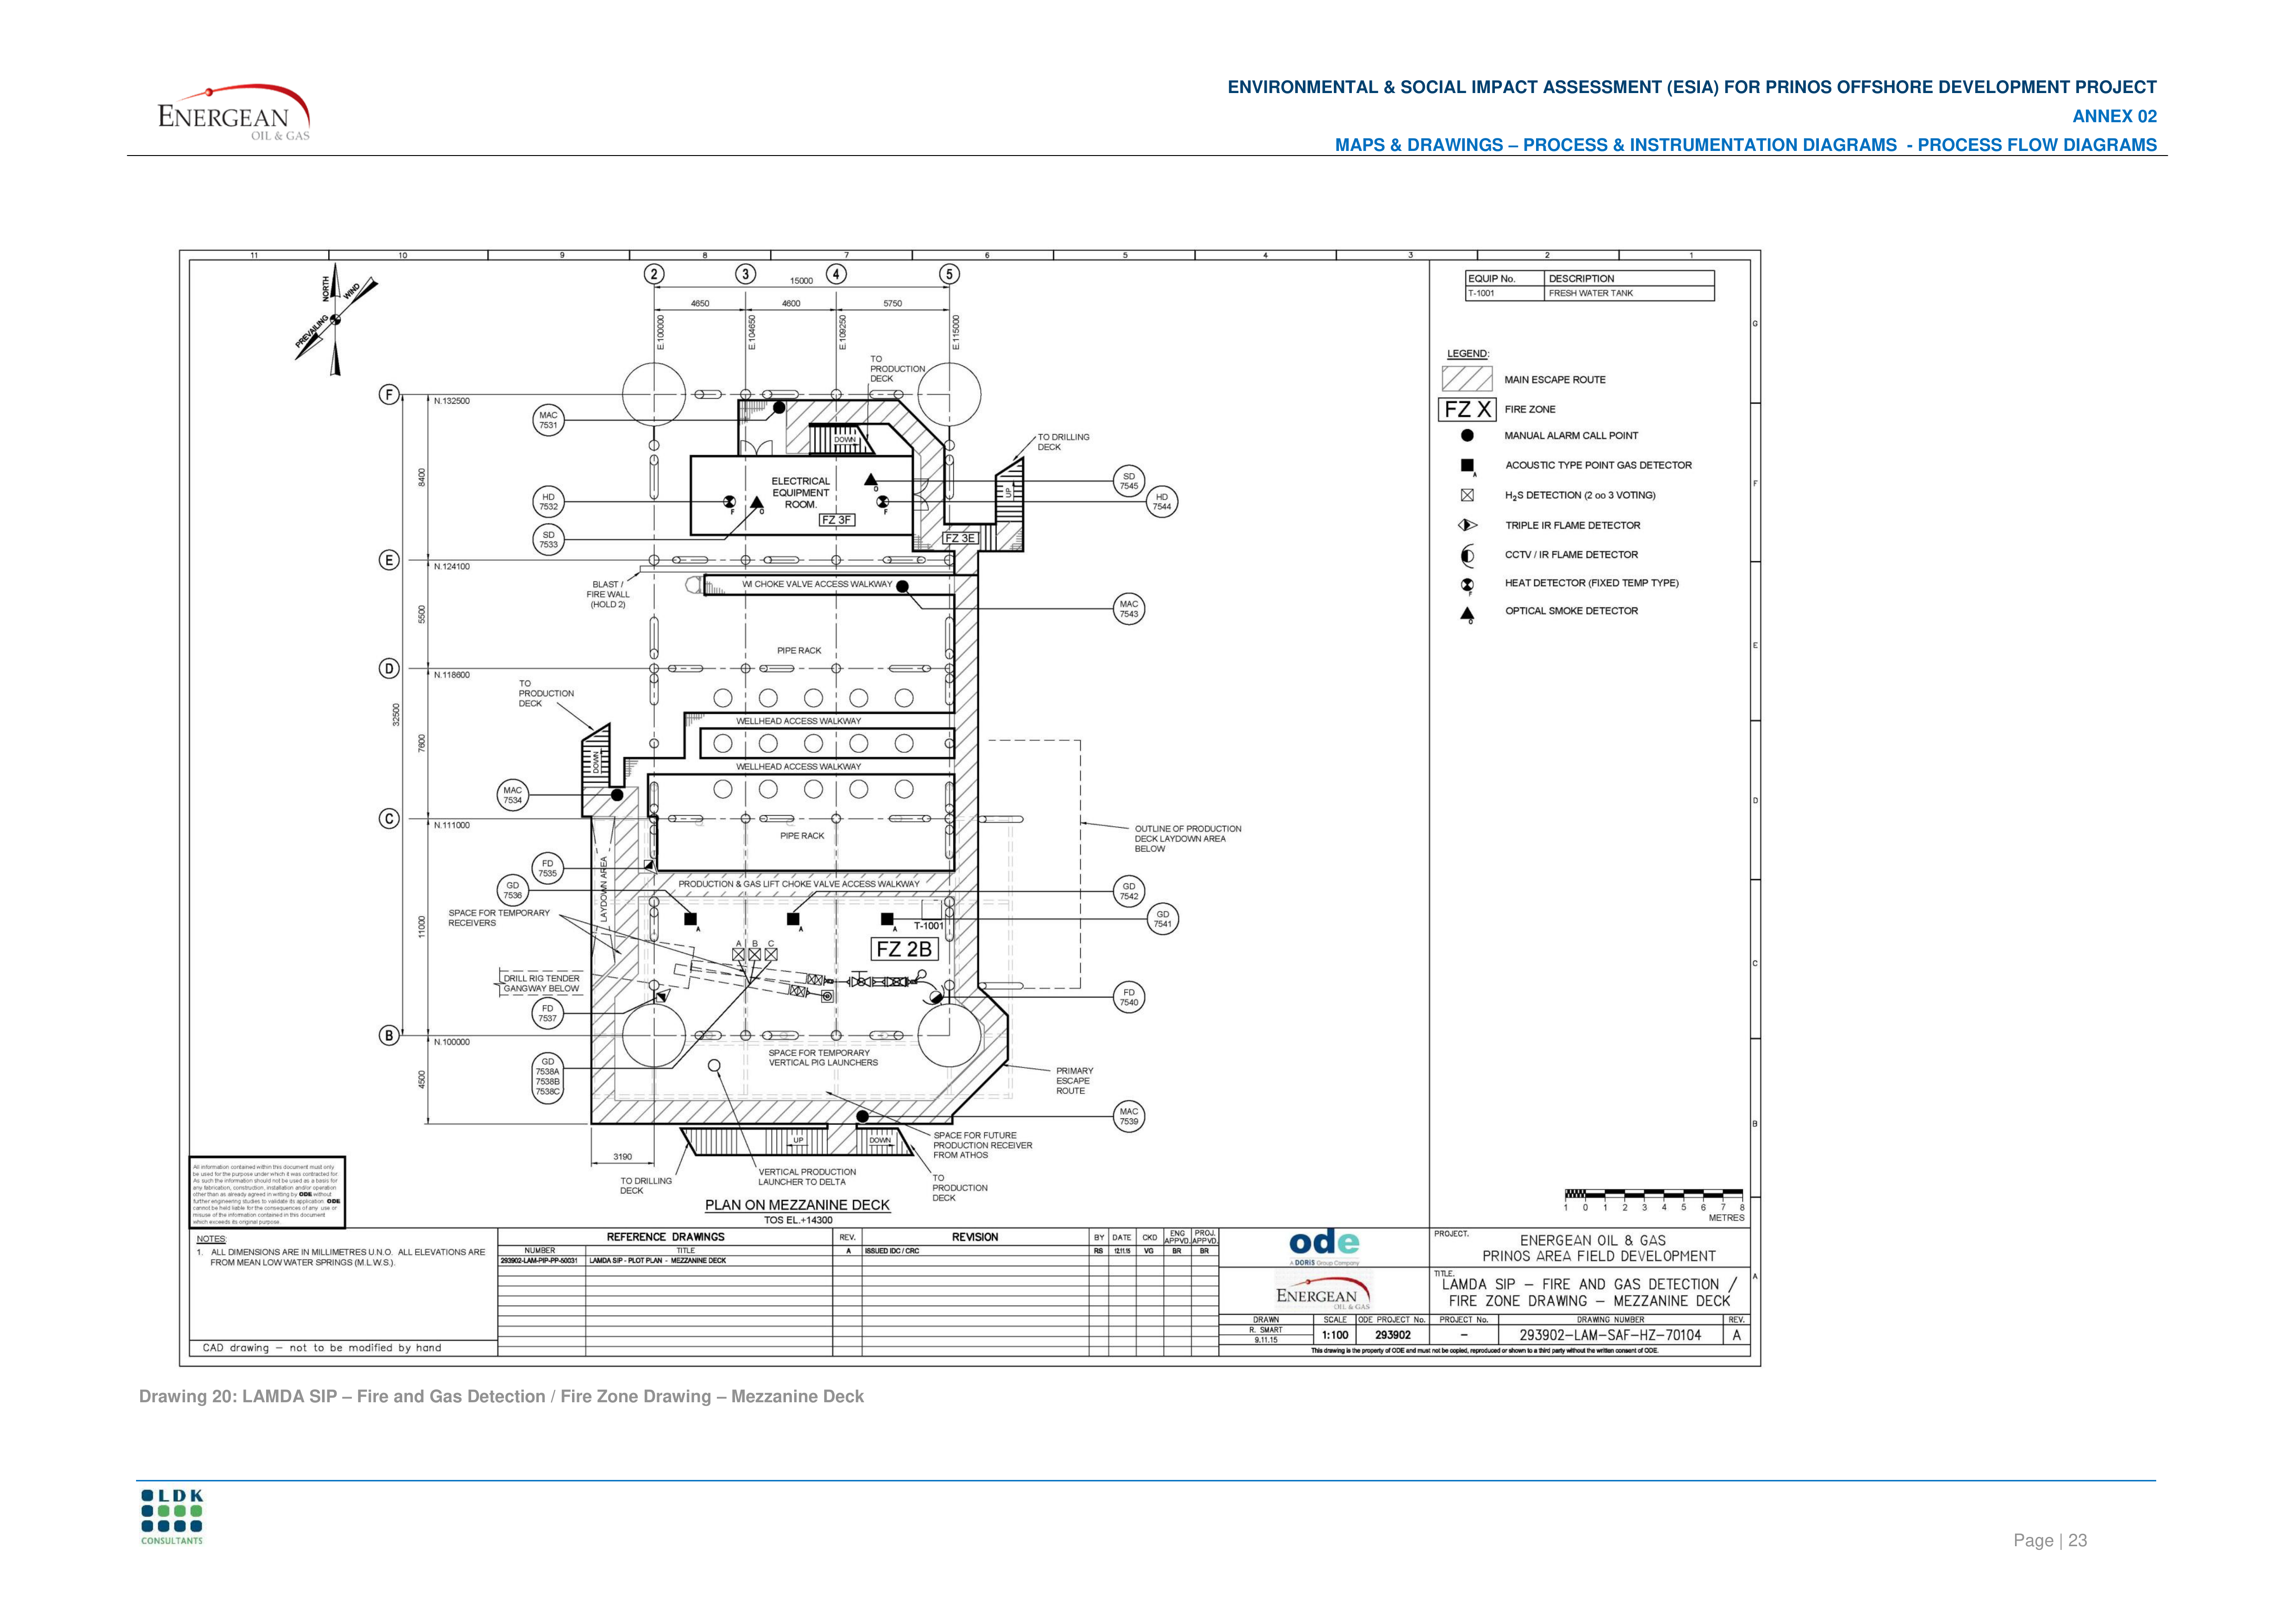 ENERGEAN
OIL & GAS
ENVIRONMENTAL & SOCIAL IMPACT ASSESSMENT (ESIA) FOR PRINOS OFFSHORE DEVELOPMENT PROJECT
ANNEX 02
MAPS & DRAWINGS – PROCESS & INSTRUMENTATION DIAGRAMS - PROCESS FLOW DIAGRAMS
11 10 9 8 7 6 5 4 3 2 1
NORTH
WIND
PREVAILING
2 3 4 5
15000
4650 4600 5750
E.100000
E.104650
E.109250
E.115000
TO
PRODUCTION
DECK
F
N.132500
MAC
7531
DOWN
TO DRILLING
DECK
UP
8400
ELECTRICAL
EQUIPMENT
ROOM.
FZ 3F
F
O
O
F
SD
7545
HD
7544
HD
7532
SD
7533
FZ 3E
E
N.124100
BLAST /
FIRE WALL
(HOLD 2)
WI CHOKE VALVE ACCESS WALKWAY
MAC
7543
5500
PIPE RACK
D
N.118600
TO
PRODUCTION
DECK
32500
7600
WELLHEAD ACCESS WALKWAY
WELLHEAD ACCESS WALKWAY
DOWN
MAC
7534
C
N.111000
PIPE RACK
OUTLINE OF PRODUCTION
DECK LAYDOWN AREA
BELOW
LAYDOWN AREA
FD
7535
GD
7536
PRODUCTION & GAS LIFT CHOKE VALVE ACCESS WALKWAY
GD
7542
GD
7541
SPACE FOR TEMPORARY
RECEIVERS
11000
A A A
T-1001
A B C
FZ 2B
DRILL RIG TENDER
GANGWAY BELOW
FD
7537
FD
7540
B
N.100000
SPACE FOR TEMPORARY
VERTICAL PIG LAUNCHERS
GD
7538A
7538B
7538C
4500
PRIMARY
ESCAPE
ROUTE
MAC
7539
UP
DOWN
SPACE FOR FUTURE
PRODUCTION RECEIVER
FROM ATHOS
3190
TO DRILLING
DECK
VERTICAL PRODUCTION
LAUNCHER TO DELTA
TO
PRODUCTION
DECK
PLAN ON MEZZANINE DECK
TOS EL.+14300
EQUIP No. DESCRIPTION
T-1001 FRESH WATER TANK
LEGEND:
MAIN ESCAPE ROUTE
FZ X FIRE ZONE
MANUAL ALARM CALL POINT
A ACOUSTIC TYPE POINT GAS DETECTOR
H2S DETECTION (2 oo 3 VOTING)
TRIPLE IR FLAME DETECTOR
CCTV / IR FLAME DETECTOR
F HEAT DETECTOR (FIXED TEMP TYPE)
O OPTICAL SMOKE DETECTOR
G
F
E
D
C
B
A
1 0 1 2 3 4 5 6 7 8
METRES
All information contained within this document must only
be used for the purpose under which it was contracted for.
As such the information should not be used as a basis for
any fabrication, construction, installation and/or operation
other than as already agreed in writing by ODE without
further engineering studies to validate its application. ODE
cannot be held liable for the consequences of any use or
misuse of the information contained in this document
which exceeds its original purpose.
NOTES:
1. ALL DIMENSIONS ARE IN MILLIMETRES U.N.O. ALL ELEVATIONS ARE
FROM MEAN LOW WATER SPRINGS (M.L.W.S.).
CAD drawing – not to be modified by hand
REFERENCE DRAWINGS
NUMBER TITLE
293902-LAM-PIP-PP-50031 LAMDA SIP - PLOT PLAN - MEZZANINE DECK
REV. REVISION BY DATE CKD ENG APPVD. PROJ. APPVD.
A ISSUED IDC / CRC RS 12.11.15 VG BR BR
ode
A DORIS Group Company
ENERGEAN
OIL & GAS
PROJECT.
ENERGEAN OIL & GAS
PRINOS AREA FIELD DEVELOPMENT
TITLE.
LAMDA SIP – FIRE AND GAS DETECTION /
FIRE ZONE DRAWING – MEZZANINE DECK
DRAWN SCALE ODE PROJECT No. PROJECT No. DRAWING NUMBER REV.
R. SMART
9.11.15
1:100 293902 – 293902-LAM-SAF-HZ-70104 A
This drawing is the property of ODE and must not be copied, reproduced or shown to a third party without the written consent of ODE.
Drawing 20: LAMDA SIP – Fire and Gas Detection / Fire Zone Drawing – Mezzanine Deck
LDK
CONSULTANTS
Page | 23